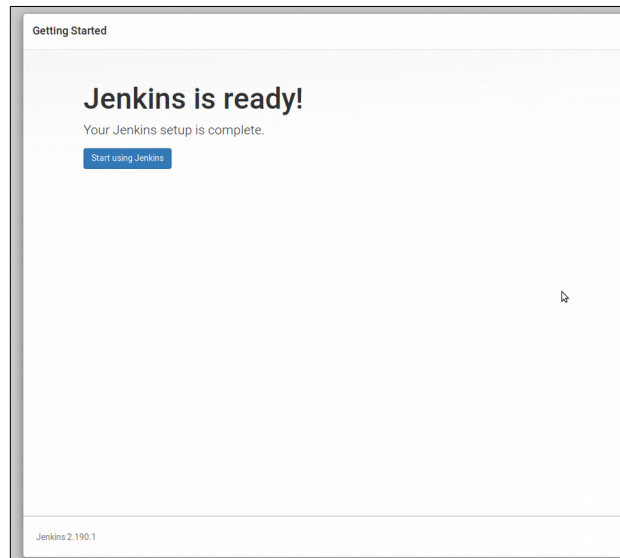 Getting Started
Jenkins is ready!
Your Jenkins setup is complete.
Start using Jenkins
Jenkins 2.190.1